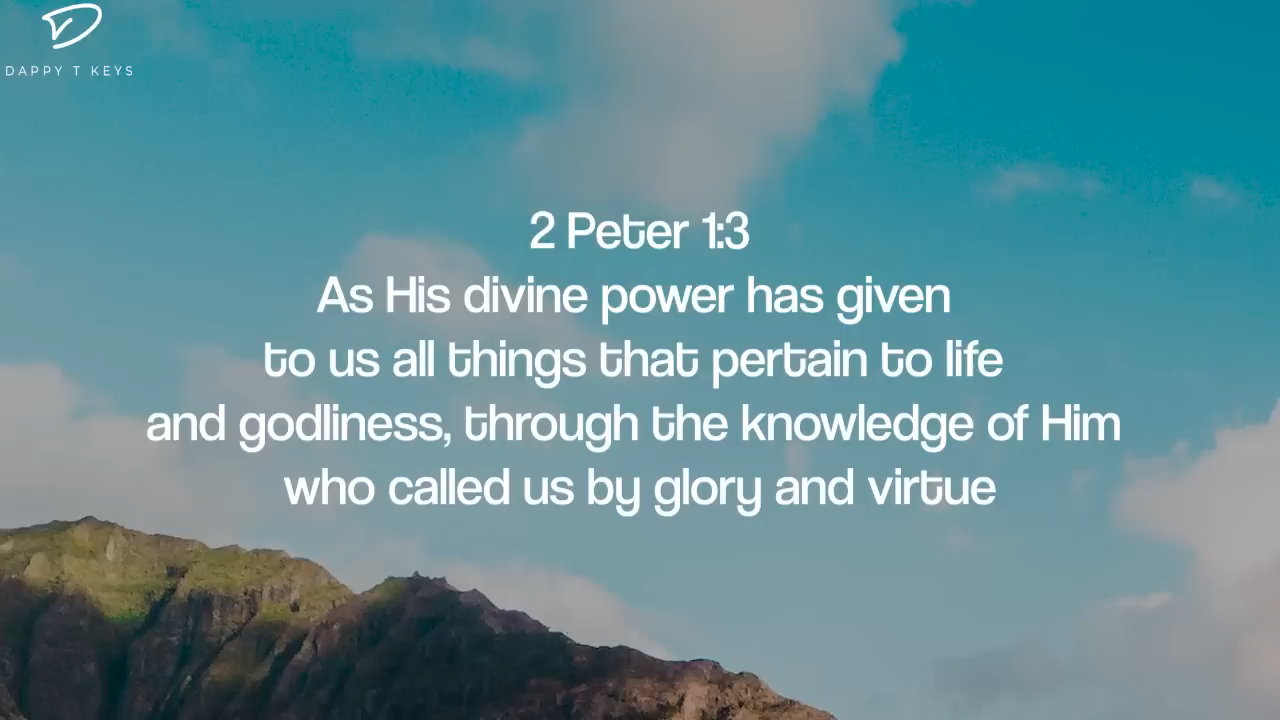 DAPPY T KEYS
2 Peter 1:3
As His divine power has given
to us all things that pertain to life
and godliness, through the knowledge of Him
who called us by glory and virtue